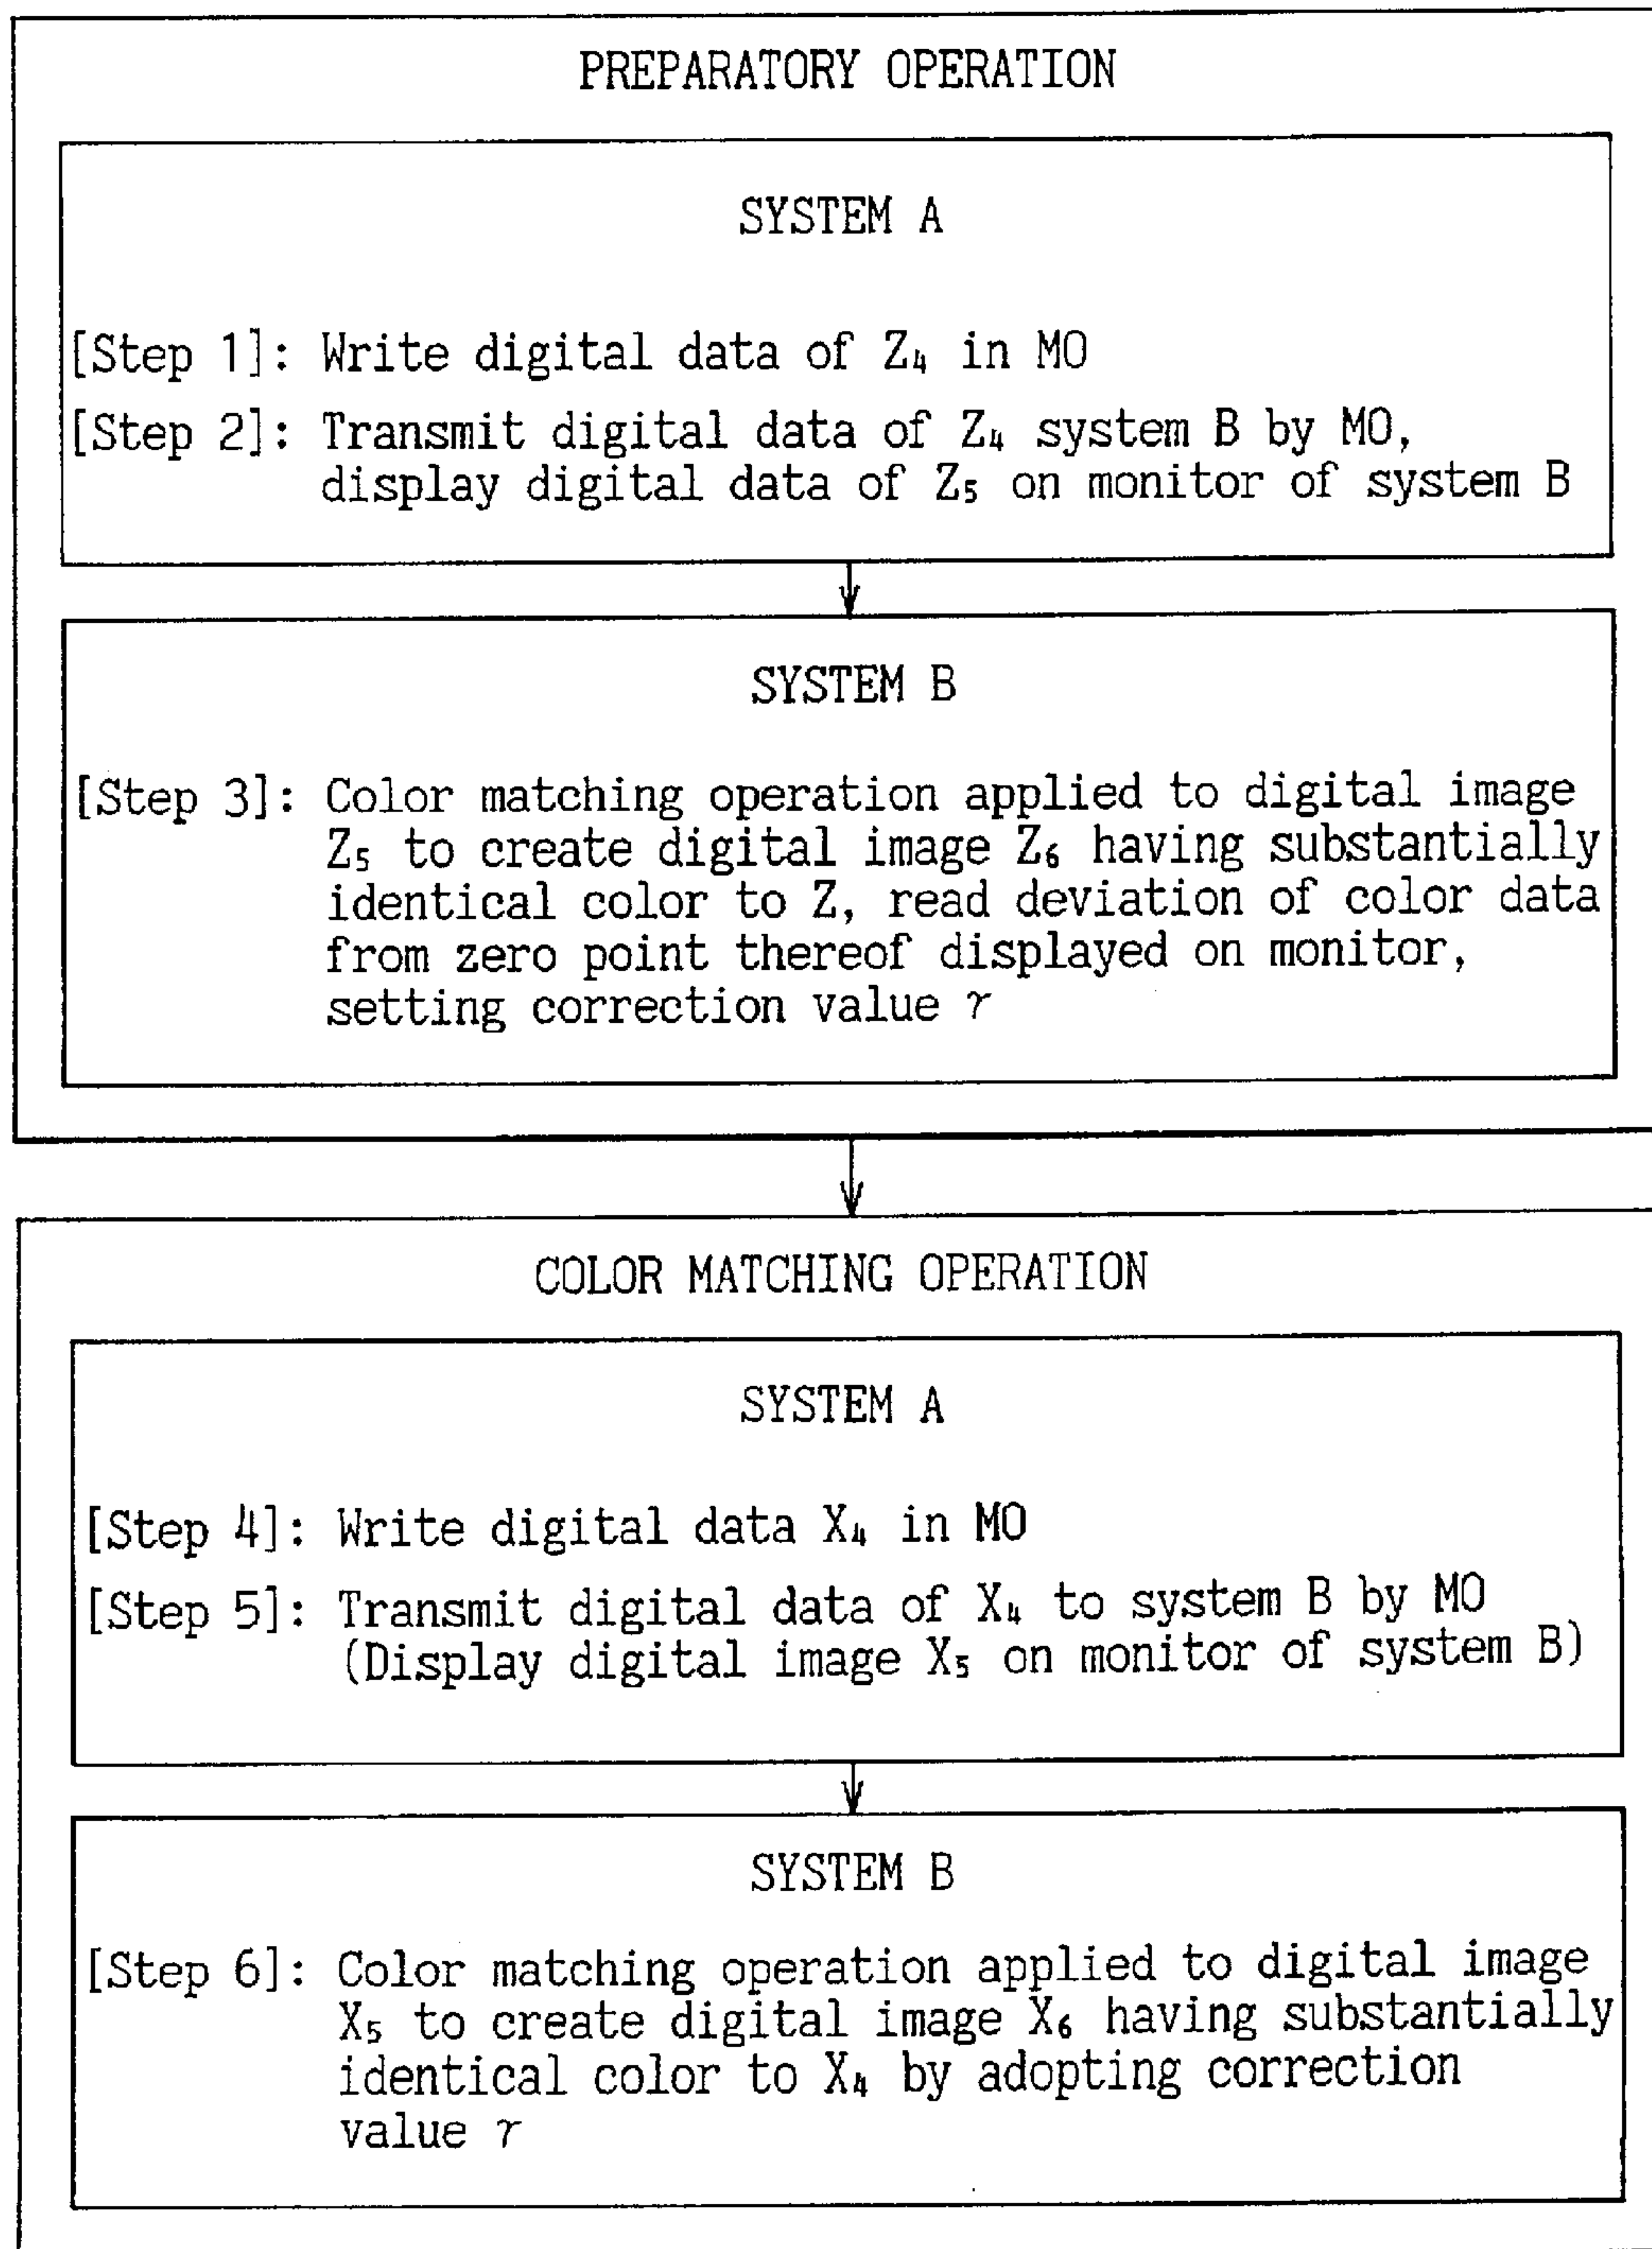 PREPARATORY OPERATION
SYSTEM A
[Step 1]: Write digital data of Z₄ in MO
[Step 2]: Transmit digital data of Z₄ system B by MO,
display digital data of Z₅ on monitor of system B
SYSTEM B
[Step 3]: Color matching operation applied to digital image
Z₅ to create digital image Z₆ having substantially
identical color to Z, read deviation of color data
from zero point thereof displayed on monitor,
setting correction value γ
COLOR MATCHING OPERATION
SYSTEM A
[Step 4]: Write digital data X₄ in MO
[Step 5]: Transmit digital data of X₄ to system B by MO
(Display digital image X₅ on monitor of system B)
SYSTEM B
[Step 6]: Color matching operation applied to digital image
X₅ to create digital image X₆ having substantially
identical color to X₄ by adopting correction
value γ